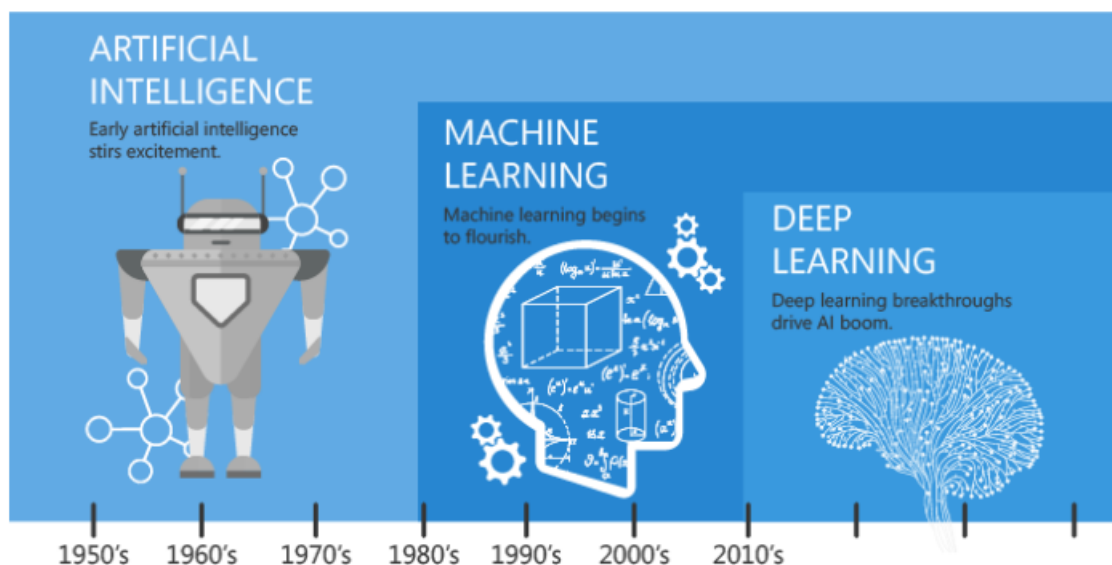 ARTIFICIAL
INTELLIGENCE
Early artificial intelligence
stirs excitement.
MACHINE
LEARNING
Machine learning begins
to flourish.
DEEP
LEARNING
Deep learning breakthroughs
drive AI boom.
1950's 1960's 1970's 1980's 1990's 2000's 2010's